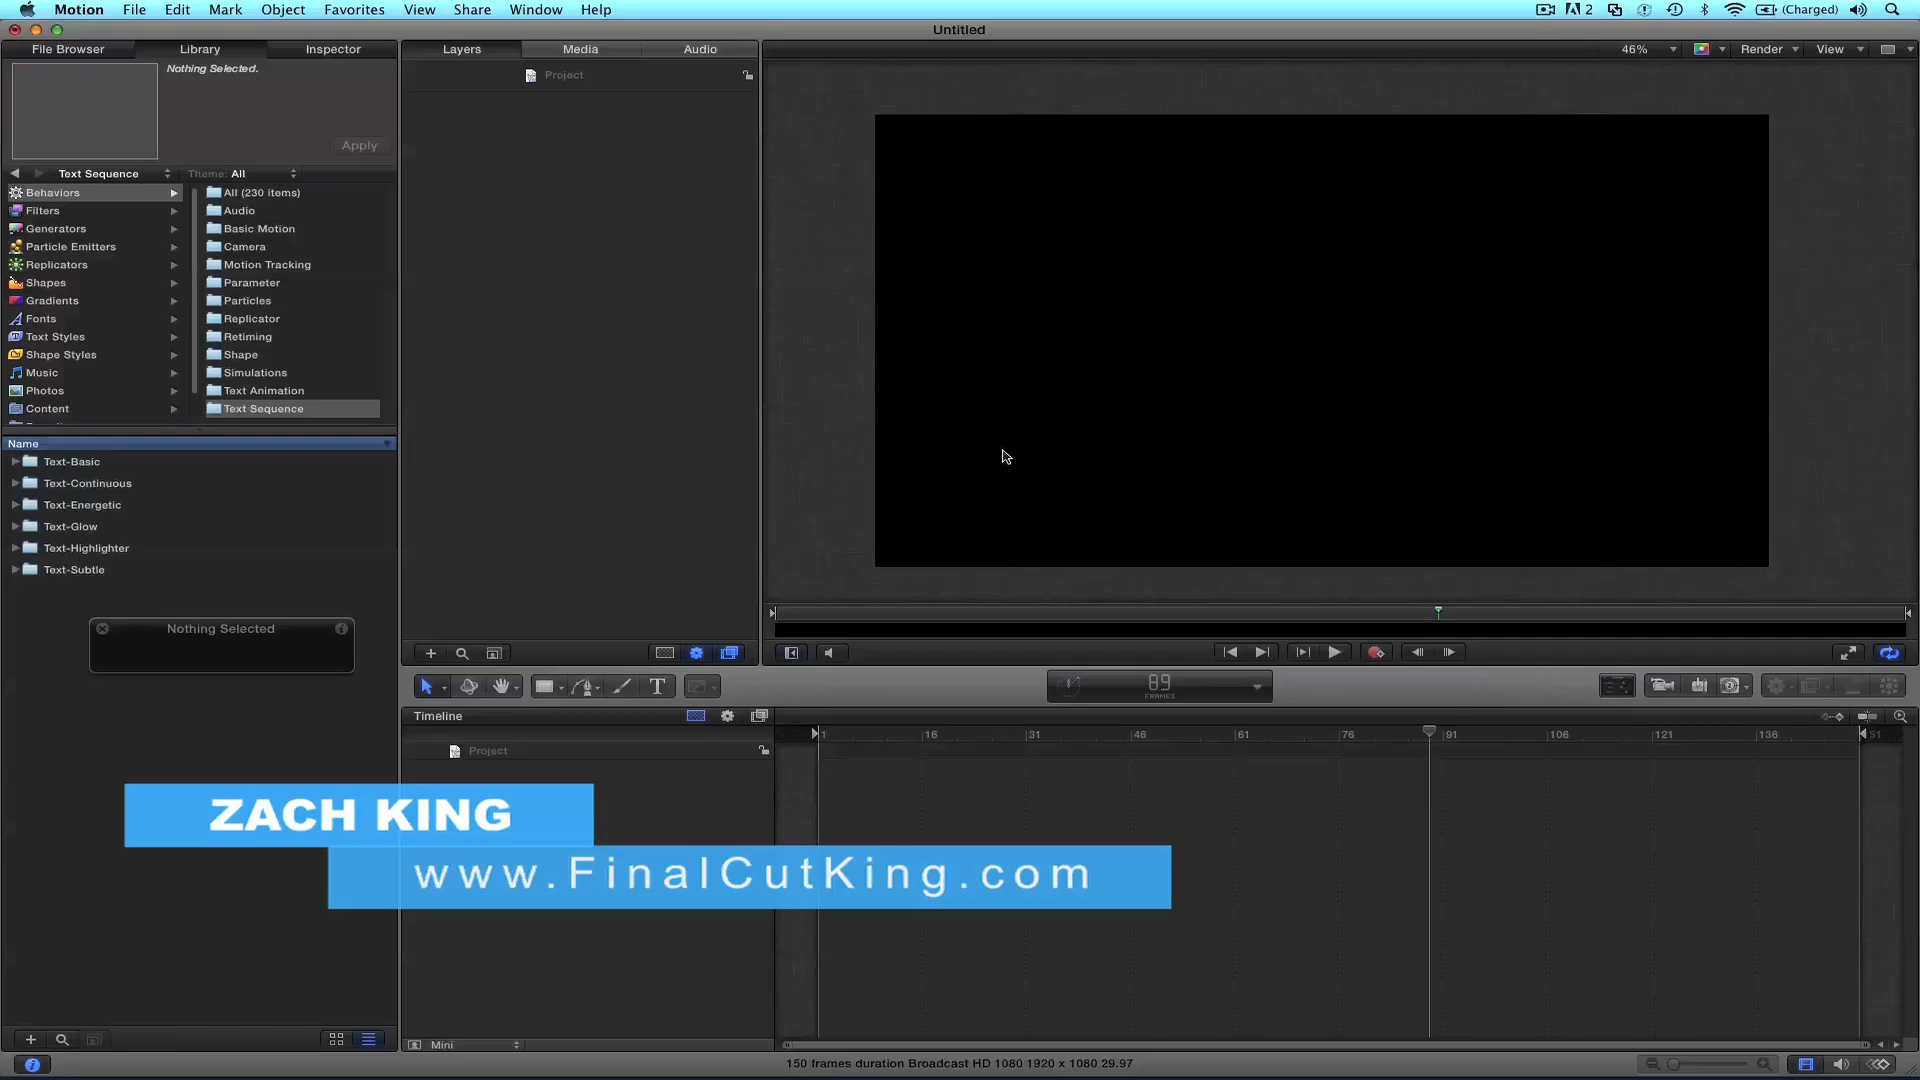 Motion File Edit Mark Object Favorites View Share Window Help
2 (Charged)
Untitled
File Browser Library Inspector
Layers Media Audio
46% Render View
Nothing Selected.
Project
Apply
Text Sequence Theme: All
Behaviors
Filters
Generators
Particle Emitters
Replicators
Shapes
Gradients
Fonts
Text Styles
Shape Styles
Music
Photos
Content
All (230 items)
Audio
Basic Motion
Camera
Motion Tracking
Parameter
Particles
Replicator
Retiming
Shape
Simulations
Text Animation
Text Sequence
Name
Text-Basic
Text-Continuous
Text-Energetic
Text-Glow
Text-Highlighter
Text-Subtle
Nothing Selected
T
89
FRAMES
Timeline
1 16 31 46 61 76 91 106 121 136 51
Project
ZACH KING
www.FinalCutKing.com
Mini
150 frames duration Broadcast HD 1080 1920 x 1080 29.97